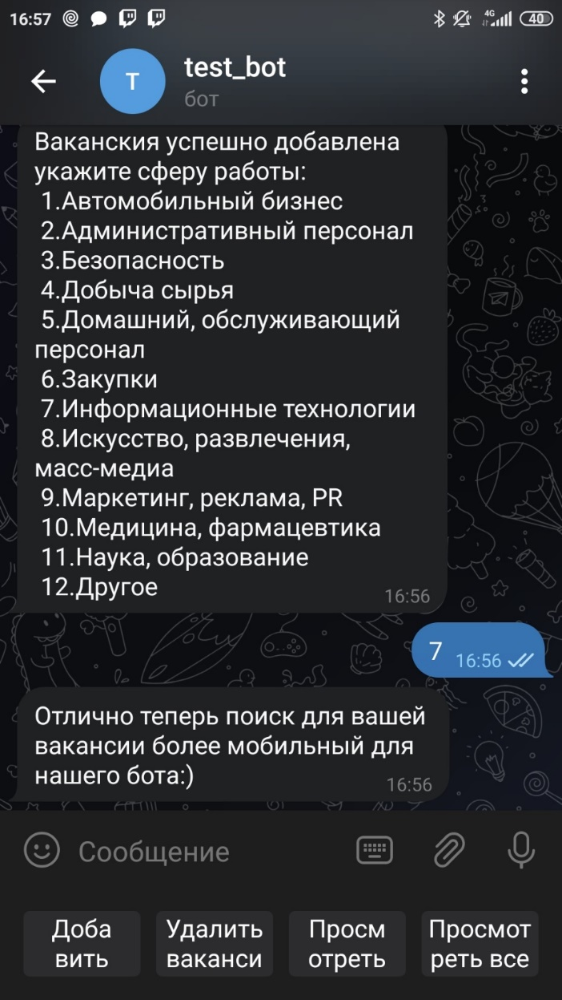 16:57
4G
40
T
test_bot
бот
Ваканския успешно добавлена
укажите сферу работы:
1.Автомобильный бизнес
2.Административный персонал
3.Безопасность
4.Добыча сырья
5.Домашний, обслуживающий
персонал
6.Закупки
7.Информационные технологии
8.Искусство, развлечения,
масс-медиа
9.Маркетинг, реклама, PR
10.Медицина, фармацевтика
11.Наука, образование
12.Другое
16:56
7
16:56
Отлично теперь поиск для вашей
вакансии более мобильный для
нашего бота:)
16:56
Сообщение
Доба
вить
Удалить
ваканси
Просм
отреть
Просмот
реть все